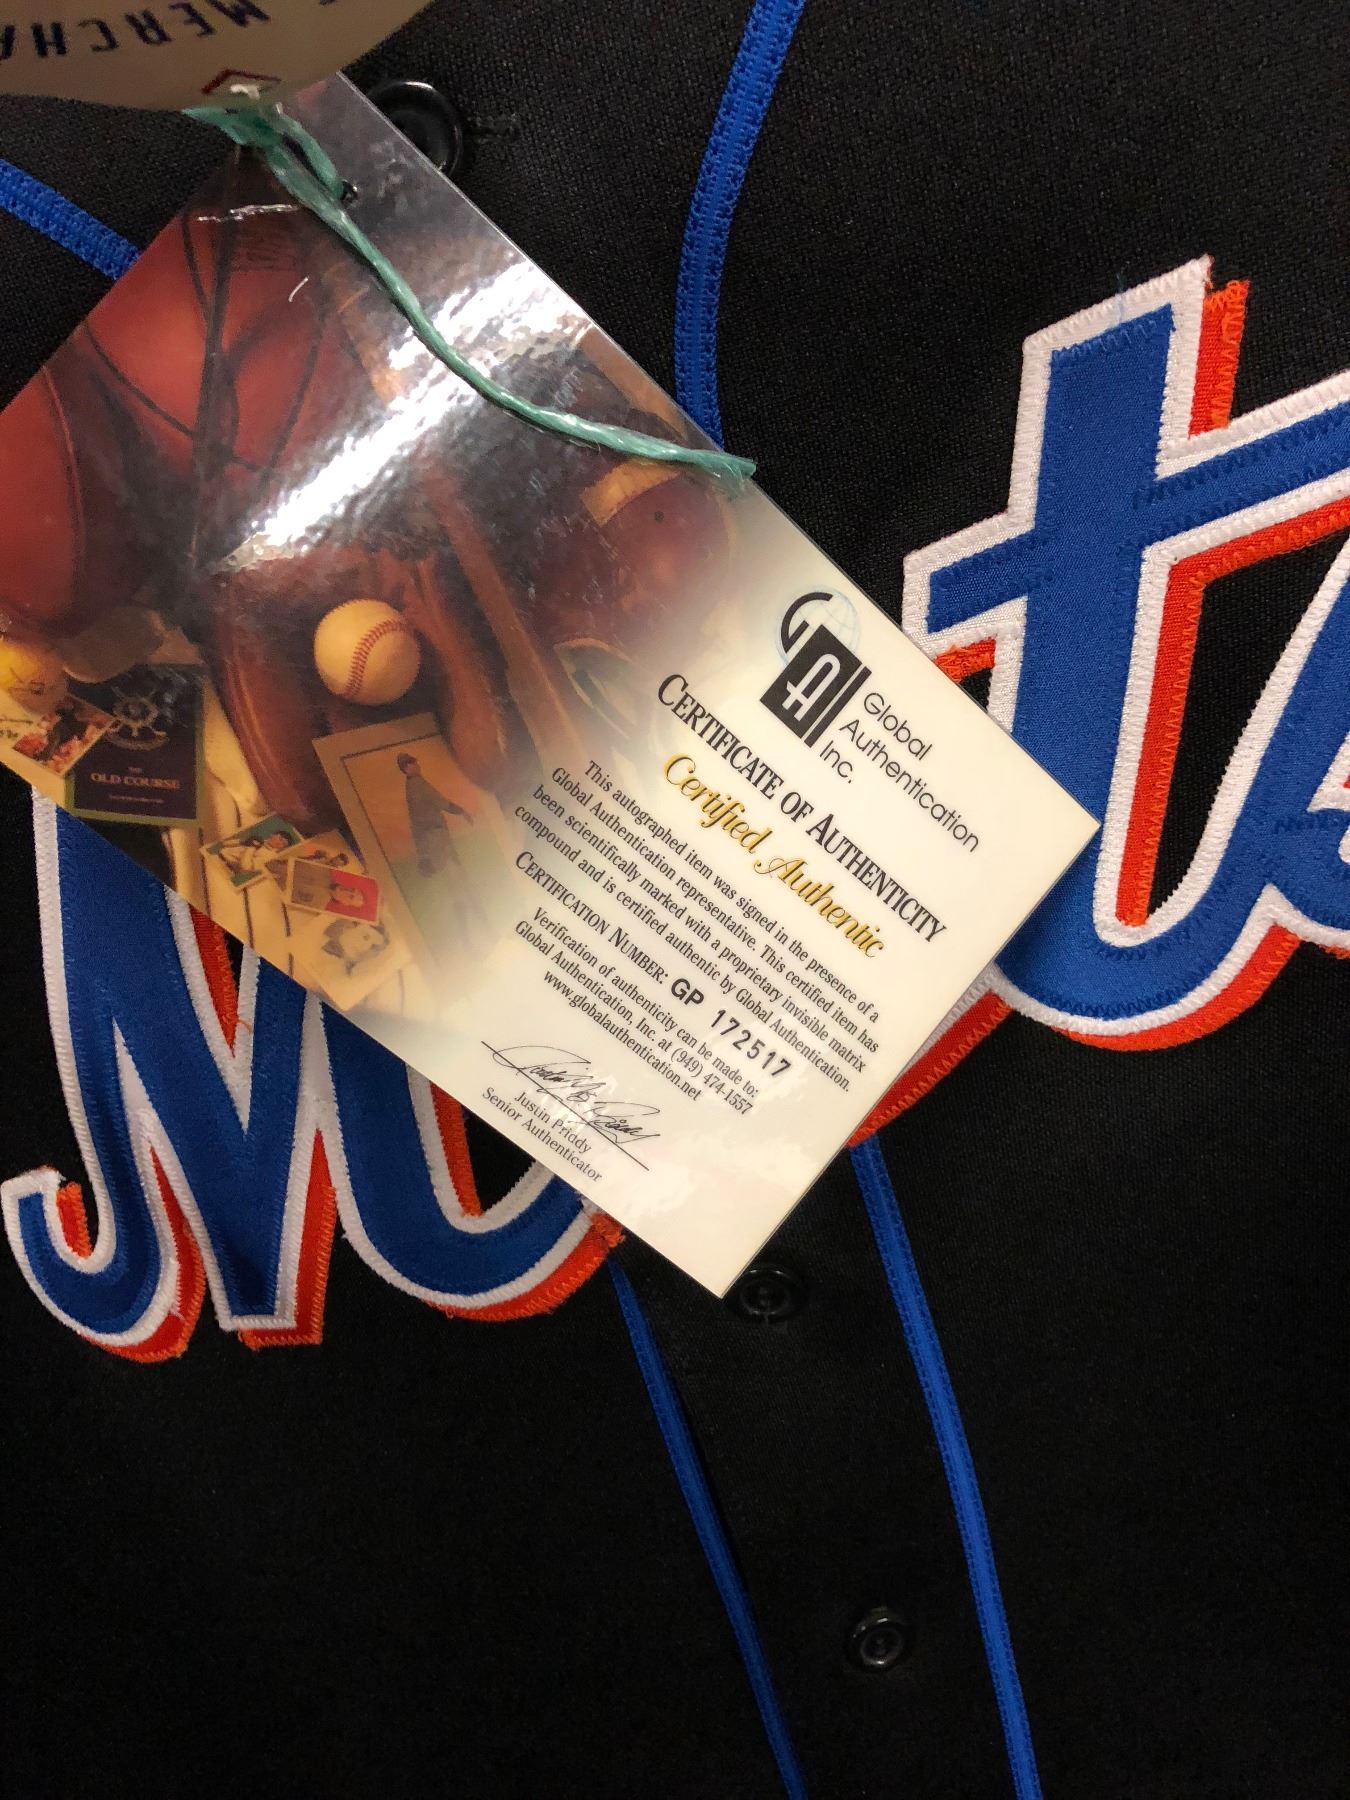 MERCHA
Global
Authentication
Inc.
CERTIFICATE OF AUTHENTICITY
Certified Authentic
This autographed item was signed in the presence of a
Global Authentication representative. This certified item has
been scientifically marked with a proprietary invisible matrix
compound and is certified authentic by Global Authentication.
CERTIFICATION NUMBER: GP 172517
Verification of authenticity can be made to:
Global Authentication, Inc. at (949) 474-1557
www.globalauthentication.net
Justin Priddy
Senior Authenticator
THE
OLD COURSE
Met